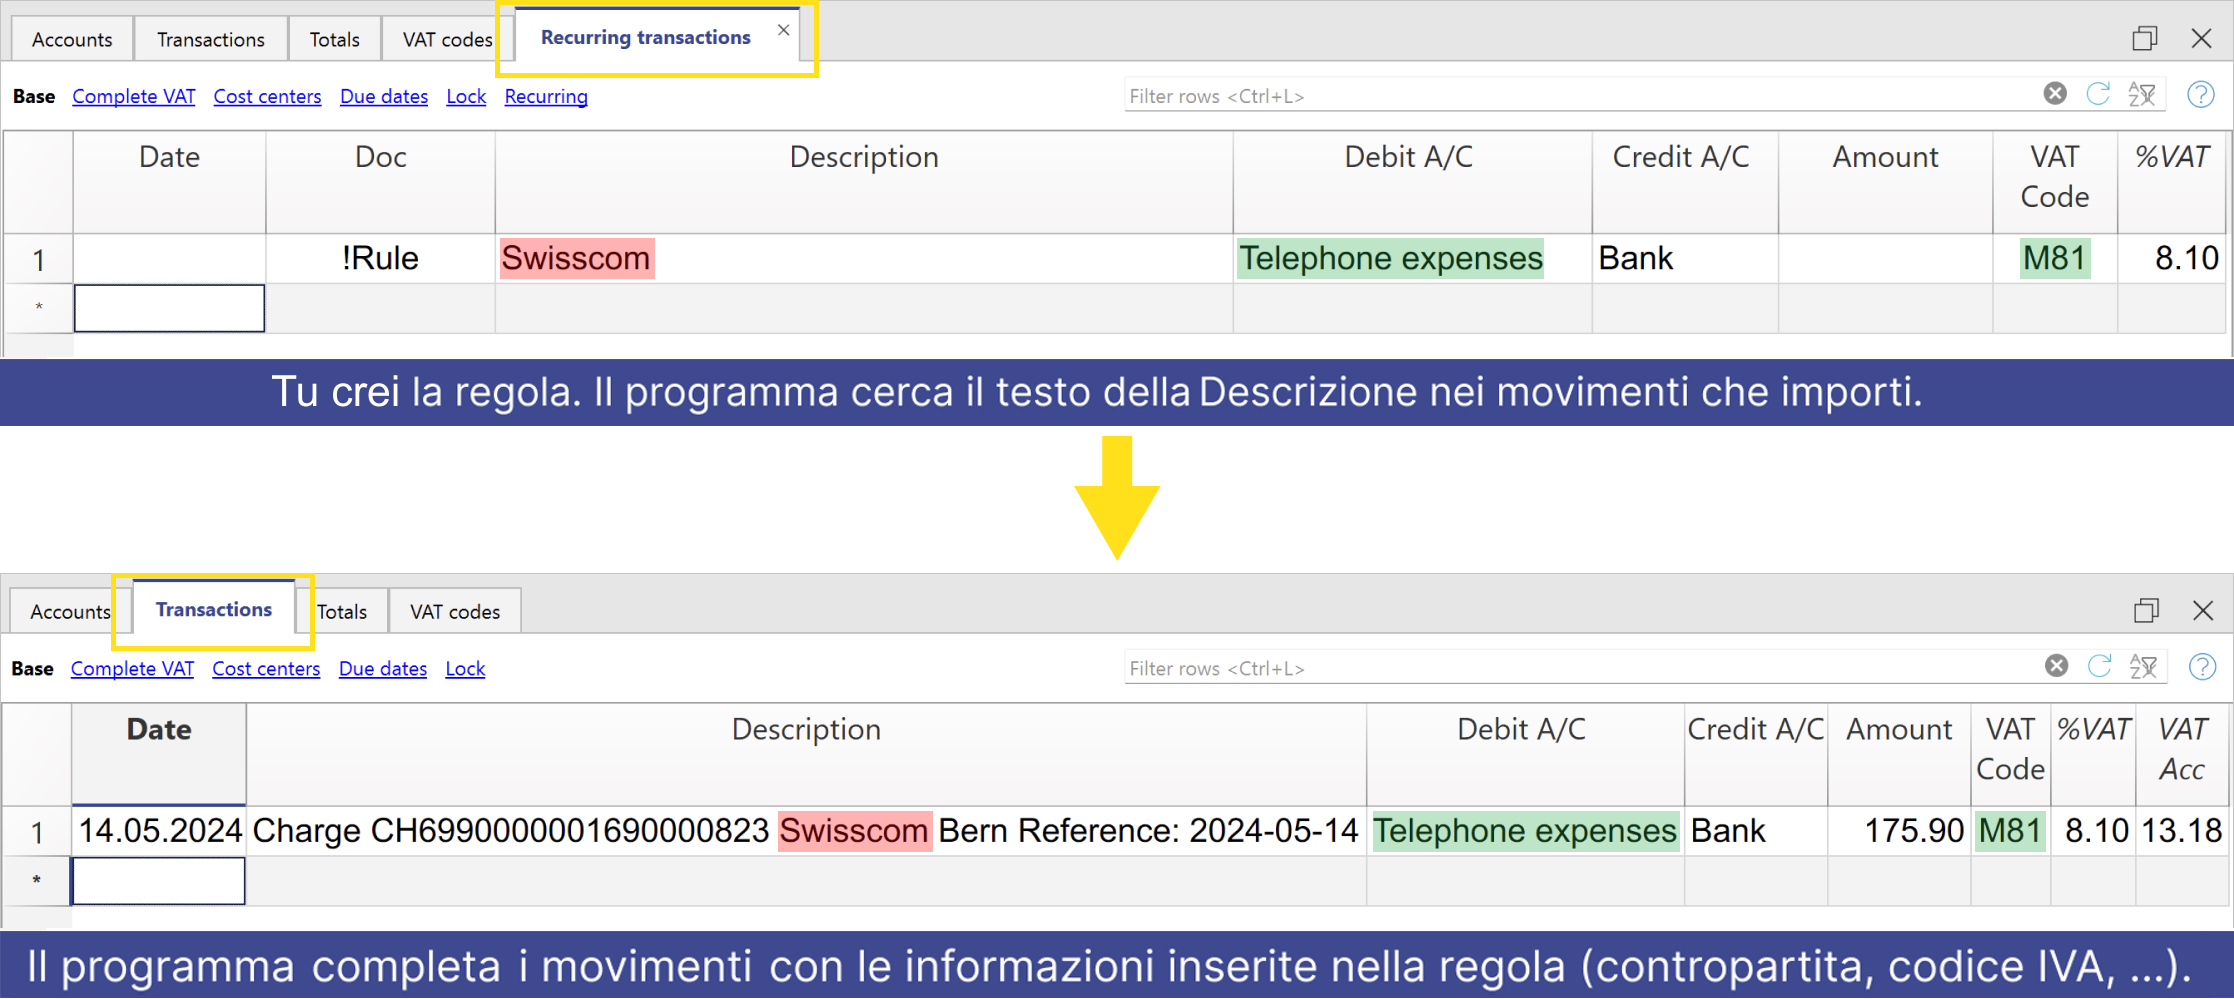 Accounts Transactions Totals VAT codes Recurring transactions
Base Complete VAT Cost centers Due dates Lock Recurring Filter rows <Ctrl+L>
Date Doc Description Debit A/C Credit A/C Amount VAT Code %VAT
1 !Rule Swisscom Telephone expenses Bank M81 8.10
*
Tu crei la regola. Il programma cerca il testo della Descrizione nei movimenti che importi.
Accounts Transactions Totals VAT codes
Base Complete VAT Cost centers Due dates Lock Filter rows <Ctrl+L>
Date Description Debit A/C Credit A/C Amount VAT Code %VAT VAT Acc
1 14.05.2024 Charge CH6990000001690000823 Swisscom Bern Reference: 2024-05-14 Telephone expenses Bank 175.90 M81 8.10 13.18
*
Il programma completa i movimenti con le informazioni inserite nella regola (contropartita, codice IVA, ...).